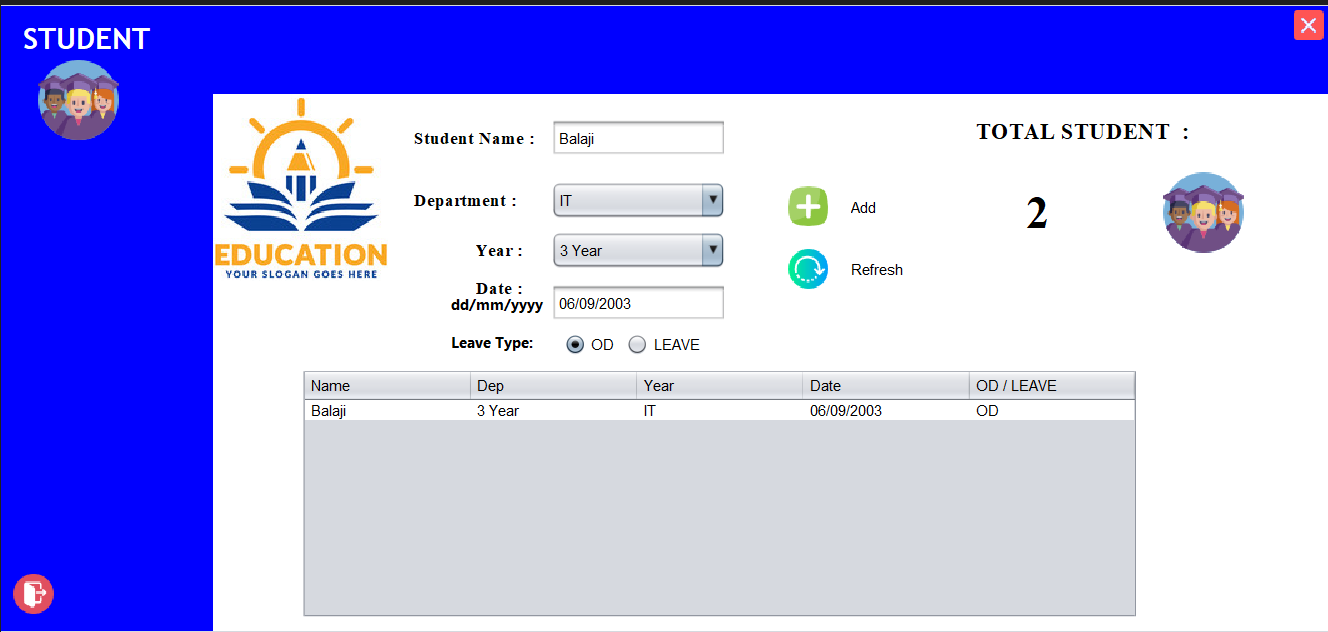 STUDENT
EDUCATION
YOUR SLOGAN GOES HERE
Student Name : Balaji
Department : IT
Year : 3 Year
Date :
dd/mm/yyyy 06/09/2003
Leave Type: OD LEAVE
Add
Refresh
TOTAL STUDENT :
2
Name Dep Year Date OD / LEAVE
Balaji 3 Year IT 06/09/2003 OD